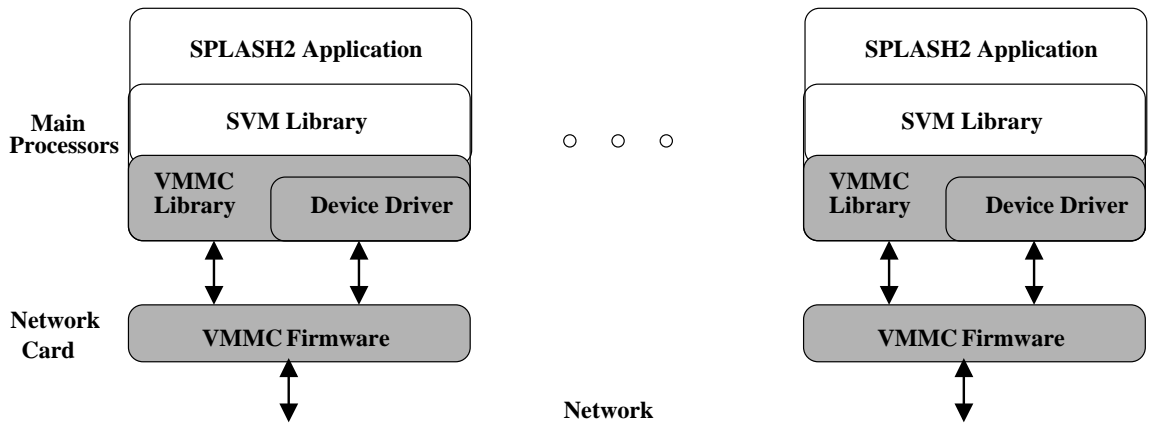 SPLASH2 Application
SPLASH2 Application
Main
Processors
SVM Library
SVM Library
VMMC
Library
Device Driver
VMMC
Library
Device Driver
Network
Card
VMMC Firmware
VMMC Firmware
Network